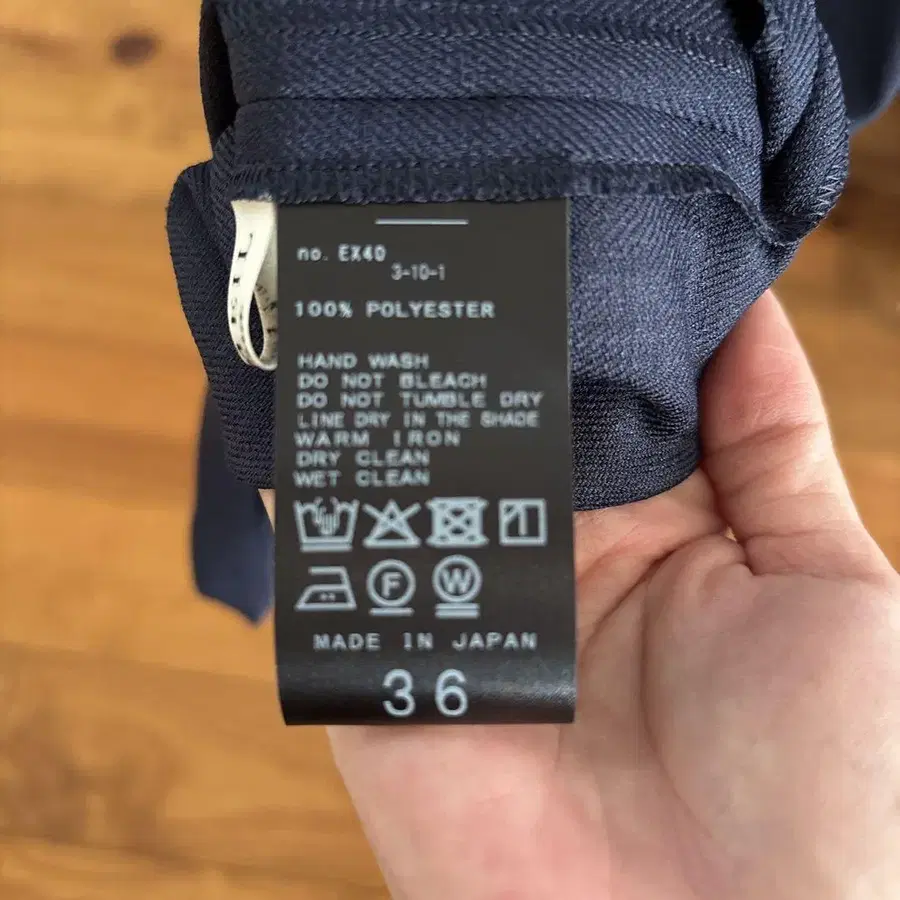 no. EX40
3-10-1
100% POLYESTER
HAND WASH
DO NOT BLEACH
DO NOT TUMBLE DRY
LINE DRY IN THE SHADE
WARM IRON
DRY CLEAN
WET CLEAN
F W
MADE IN JAPAN
36